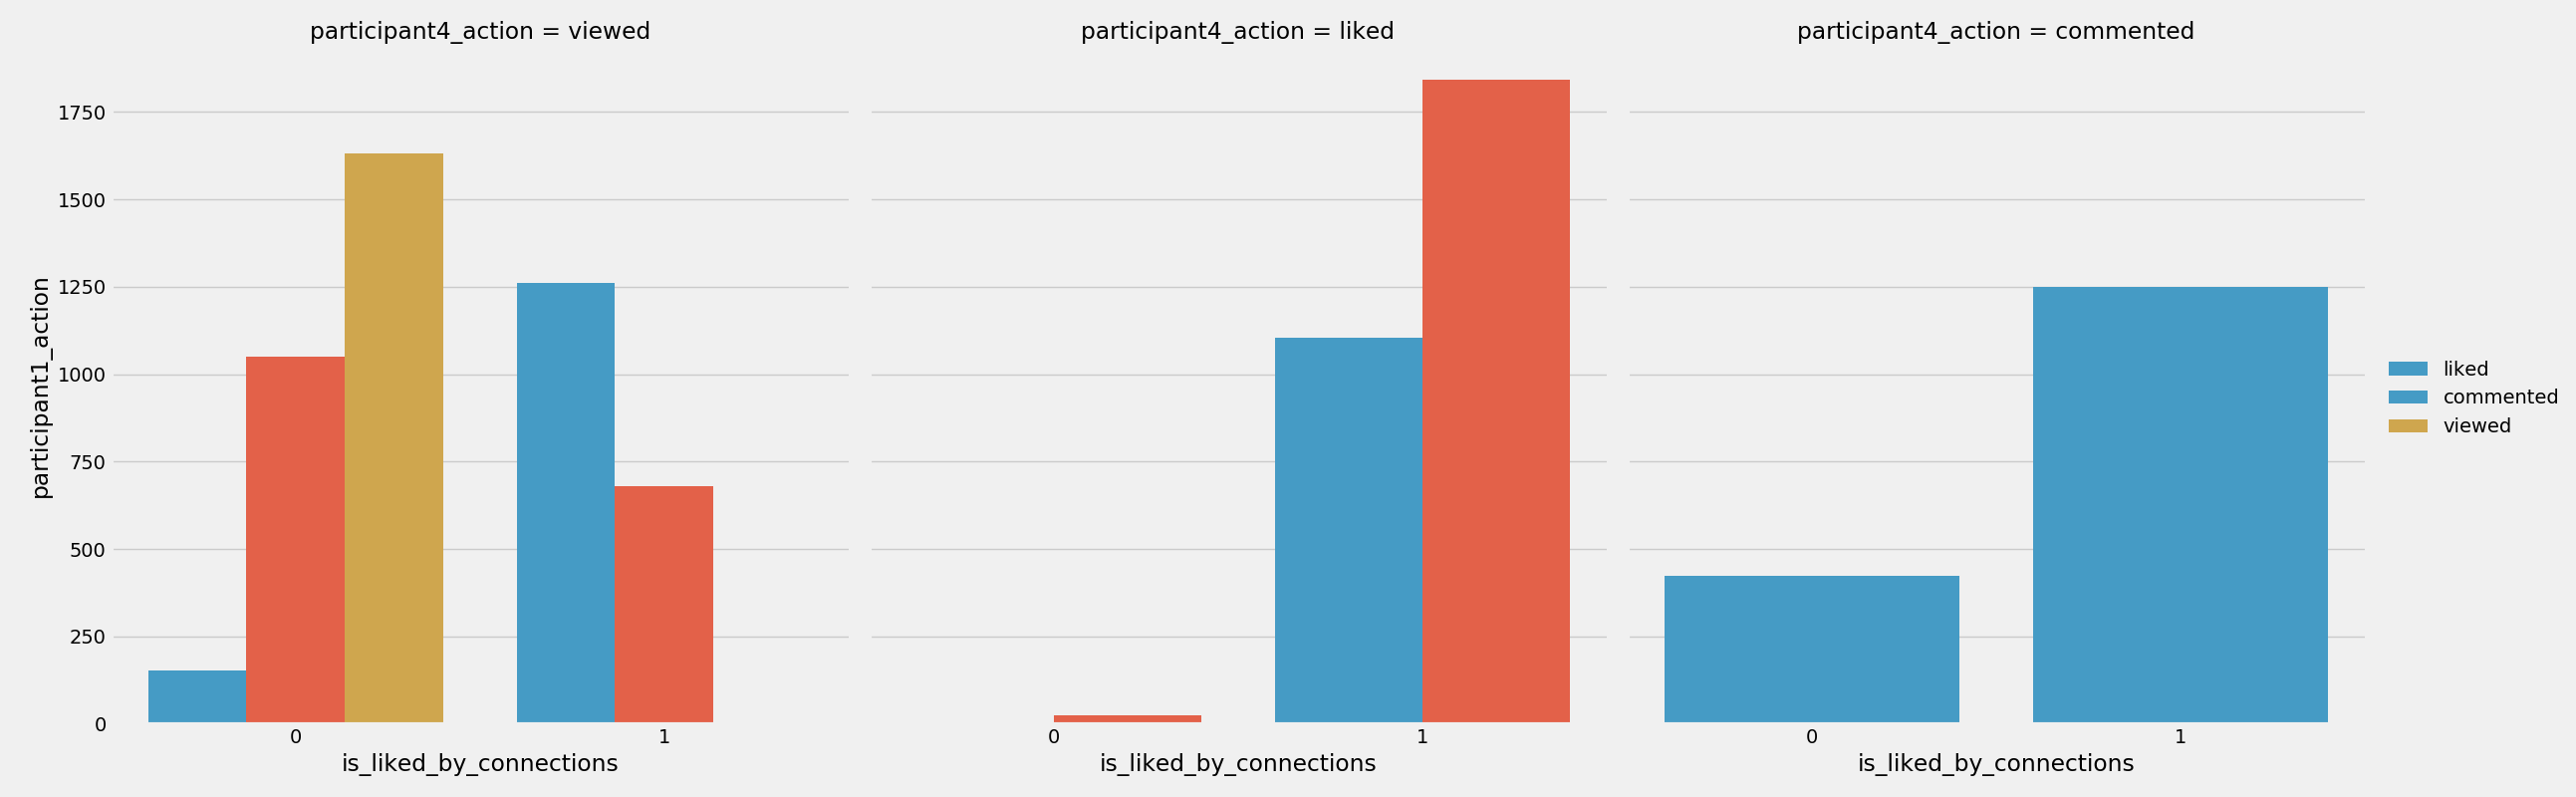 participant4_action = viewed
participant4_action = liked
participant4_action = commented
participant1_action
1750
1500
1250
1000
750
500
250
0
0 1
0 1
0 1
is_liked_by_connections
is_liked_by_connections
is_liked_by_connections
liked
commented
viewed